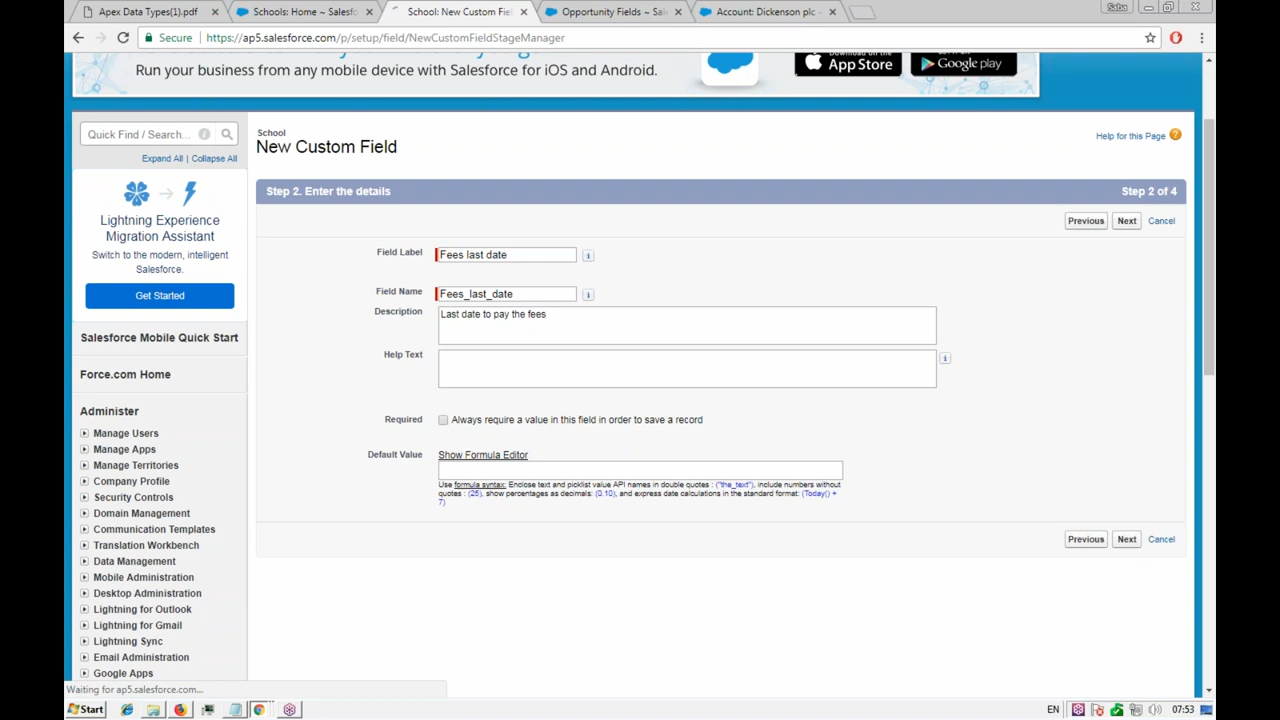 Apex Data Types(1).pdf
Schools: Home ~ Salesfo
School: New Custom Fiel
Opportunity Fields ~ Sal
Account: Dickenson plc ~
Saba
Secure
https://ap5.salesforce.com/p/setup/field/NewCustomFieldStageManager
Run your business from any mobile device with Salesforce for iOS and Android.
App Store
Google play
Quick Find / Search...
Expand All | Collapse All
Lightning Experience
Migration Assistant
Switch to the modern, intelligent
Salesforce.
Get Started
Salesforce Mobile Quick Start
Force.com Home
Administer
Manage Users
Manage Apps
Manage Territories
Company Profile
Security Controls
Domain Management
Communication Templates
Translation Workbench
Data Management
Mobile Administration
Desktop Administration
Lightning for Outlook
Lightning for Gmail
Lightning Sync
Email Administration
Google Apps
School
New Custom Field
Help for this Page
Step 2. Enter the details
Step 2 of 4
Previous
Next
Cancel
Field Label
Fees last date
Field Name
Fees_last_date
Description
Last date to pay the fees
Help Text
Required
Always require a value in this field in order to save a record
Default Value
Show Formula Editor
Use formula syntax: Enclose text and picklist value API names in double quotes : ("the_text"), include numbers without
quotes : (25), show percentages as decimals: (0.10), and express date calculations in the standard format: (Today() +
7)
Previous
Next
Cancel
Waiting for ap5.salesforce.com...
Start
EN
07:53